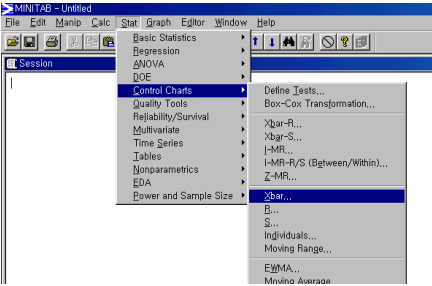 MINITAB - Untitled
File Edit Manip Calc Stat Graph Editor Window Help
Session
Basic Statistics
Regression
ANOVA
DOE
Control Charts
Quality Tools
Reliability/Survival
Multivariate
Time Series
Tables
Nonparametrics
EDA
Power and Sample Size
Define Tests...
Box-Cox Transformation...
Xbar-R...
Xbar-S...
I-MR...
I-MR-R/S (Between/Within)...
Z-MR...
Xbar...
R...
S...
Individuals...
Moving Range...
EWMA...
Moving Average